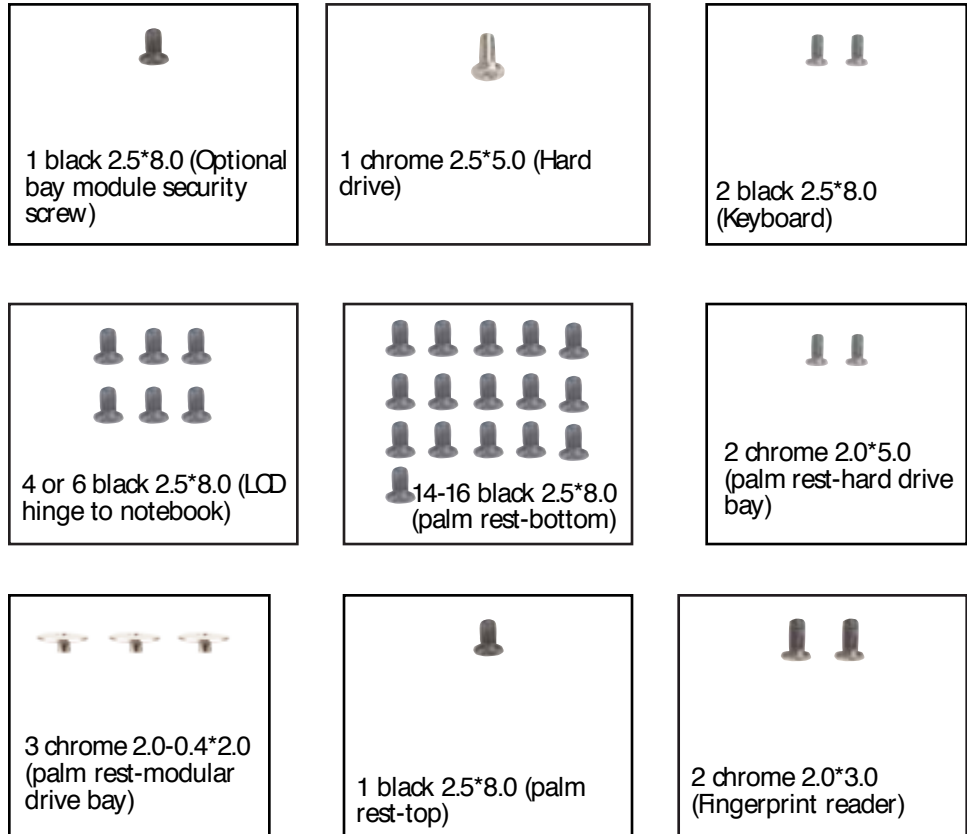 1 black 2.5*8.0 (Optional
bay module security
screw)
1 chrome 2.5*5.0 (Hard
drive)
2 black 2.5*8.0
(Keyboard)
4 or 6 black 2.5*8.0 (LCD
hinge to notebook)
14-16 black 2.5*8.0
(palm rest-bottom)
2 chrome 2.0*5.0
(palm rest-hard drive
bay)
3 chrome 2.0-0.4*2.0
(palm rest-modular
drive bay)
1 black 2.5*8.0 (palm
rest-top)
2 chrome 2.0*3.0
(Fingerprint reader)